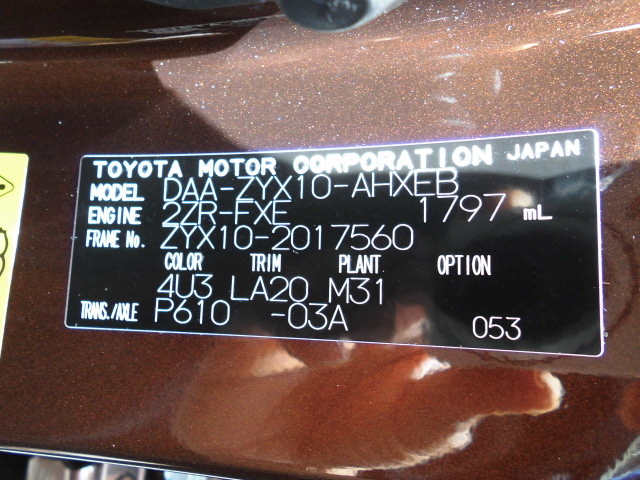 TOYOTA MOTOR CORPORATION JAPAN
MODEL DAA-ZYX10-AHXEB
ENGINE 2ZR-FXE 1797 mL
FRAME No. ZYX10-2017560
COLOR TRIM PLANT OPTION
4U3 LA20 M31
TRANS./AXLE P610 -03A
053